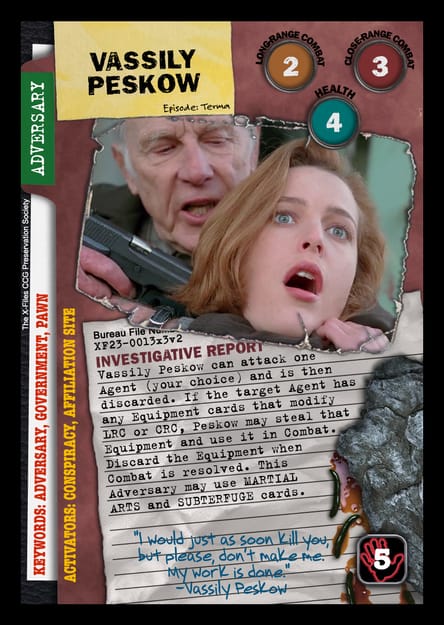 VASSILY
PESKOW
Episode: Terma
LONG-RANGE COMBAT
2
CLOSE-RANGE COMBAT
3
HEALTH
4
ADVERSARY
The X-Files CCG Preservation Society
KEYWORDS: ADVERSARY, GOVERNMENT, PAWN
ACTIVATORS: CONSPIRACY, AFFILIATION SITE
Bureau File
XF23-0013x3v2
INVESTIGATIVE REPORT
Vassily Peskow can attack one
Agent (your choice) and is then
discarded. If the target Agent has
any Equipment cards that modify
LRC or CRC, Peskow may steal that
Equipment and use it in Combat.
Discard the Equipment when
Combat is resolved. This
Adversary may use MARTIAL
ARTS and SUBTERFUGE cards.
"I would just as soon kill you,
but please, don't make me.
My work is done."
-Vassily Peskow
5